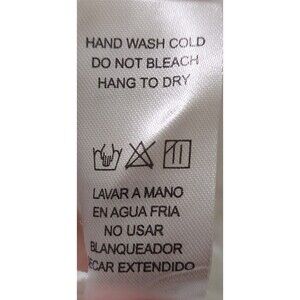 HAND WASH COLD
DO NOT BLEACH
HANG TO DRY
LAVAR A MANO
EN AGUA FRIA
NO USAR
BLANQUEADOR
ECAR EXTENDIDO